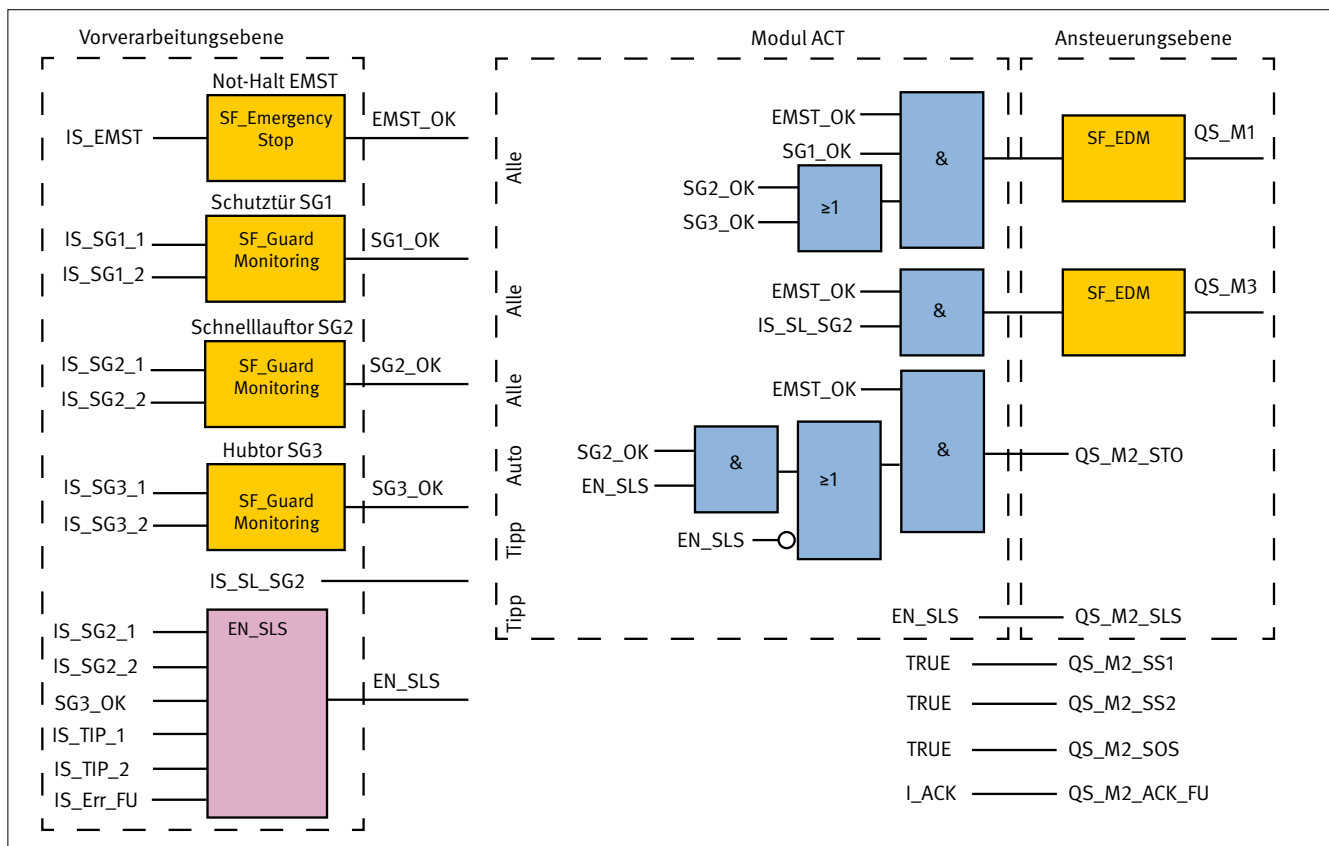 Vorverarbeitungsebene
Not-Halt EMST
IS_EMST
SF_Emergency
Stop
EMST_OK
Schutztür SG1
IS_SG1_1
IS_SG1_2
SF_Guard
Monitoring
SG1_OK
Schnelllauftor SG2
IS_SG2_1
IS_SG2_2
SF_Guard
Monitoring
SG2_OK
Hubtor SG3
IS_SG3_1
IS_SG3_2
SF_Guard
Monitoring
SG3_OK
IS_SL_SG2
IS_SG2_1
IS_SG2_2
SG3_OK
IS_TIP_1
IS_TIP_2
IS_Err_FU
EN_SLS
EN_SLS
Modul ACT
Alle
Alle
Alle
Auto
Tipp
Tipp
EMST_OK
SG1_OK
SG2_OK
SG3_OK
≥1
&
EMST_OK
IS_SL_SG2
&
EMST_OK
SG2_OK
EN_SLS
&
≥1
EN_SLS
&
Ansteuerungsebene
SF_EDM
QS_M1
SF_EDM
QS_M3
QS_M2_STO
EN_SLS QS_M2_SLS
TRUE QS_M2_SS1
TRUE QS_M2_SS2
TRUE QS_M2_SOS
I_ACK QS_M2_ACK_FU